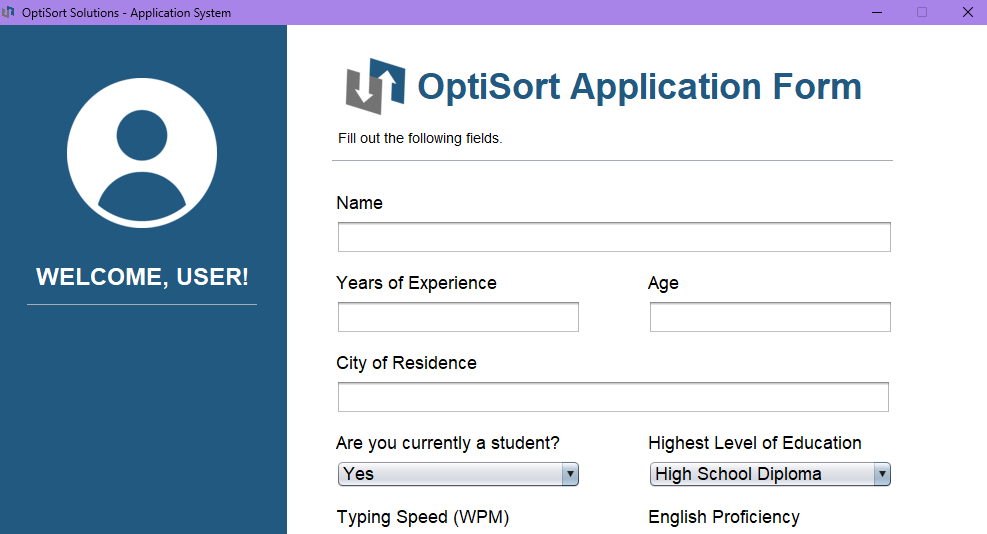 OptiSort Solutions - Application System
WELCOME, USER!
OptiSort Application Form
Fill out the following fields.
Name
Years of Experience
Age
City of Residence
Are you currently a student?
Highest Level of Education
Yes
High School Diploma
Typing Speed (WPM)
English Proficiency